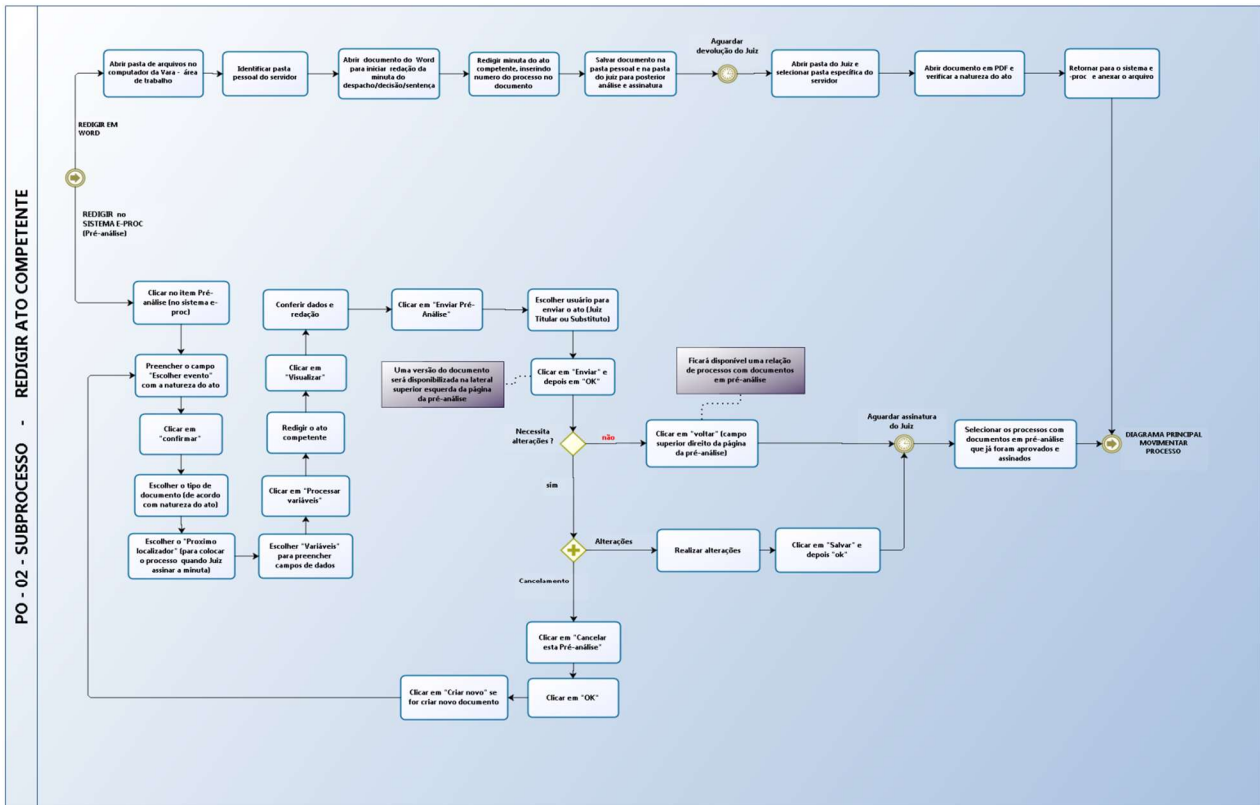 PO - 02 - SUBPROCESSO - REDIGIR ATO COMPETENTE
Abrir pasta de arquivos no
computador da Vara - área
de trabalho
Identificar pasta
pessoal do servidor
Abrir documento do Word
para iniciar redação da
minuta do
despacho/decisão/sentença
Redigir minuta do ato
competente, inserindo
numero do processo no
documento
Salvar documento na
pasta pessoal e na pasta
do juiz para posterior
análise e assinatura
Aguardar
devolução do Juiz
Abrir pasta do Juiz e
selecionar pasta específica do
servidor
Abrir documento em PDF e
verificar a natureza do ato
Retornar para o sistema e
-proc e anexar o arquivo
REDIGIR EM
WORD
REDIGIR no
SISTEMA E-PROC
(Pré-análise)
Clicar no item Pré-
análise (no sistema e-
proc)
Preencher o campo
"Escolher evento"
com a natureza do ato
Clicar em
"confirmar"
Escolher o tipo de
documento (de acordo
com natureza do ato)
Escolher o "Proximo
localizador" (para colocar
o processo quando Juiz
assinar a minuta)
Escolher "Variáveis"
para preencher
campos de dados
Clicar em "Processar
variáveis"
Redigir o ato
competente
Clicar em
"Visualizar"
Conferir dados e
redação
Clicar em "Enviar Pré-
Análise"
Escolher usuário para
enviar o ato (Juiz
Titular ou Substituto)
Uma versão do documento
será disponibilizada na lateral
superior esquerda da página
da pré-análise
Clicar em "Enviar" e
depois em "OK"
Ficará disponível uma relação
de processos com documentos
em pré-análise
Necessita
alterações ?
não
Clicar em "voltar" (campo
superior direito da página
da pré-análise)
Aguardar assinatura
do Juiz
Selecionar os processos com
documentos em pré-análise
que já foram aprovados e
assinados
DIAGRAMA PRINCIPAL
MOVIMENTAR
PROCESSO
sim
Alterações
Realizar alterações
Clicar em "Salvar" e
depois "ok"
Cancelamento
Clicar em "Cancelar
esta Pré-análise"
Clicar em "OK"
Clicar em "Criar novo" se
for criar novo documento